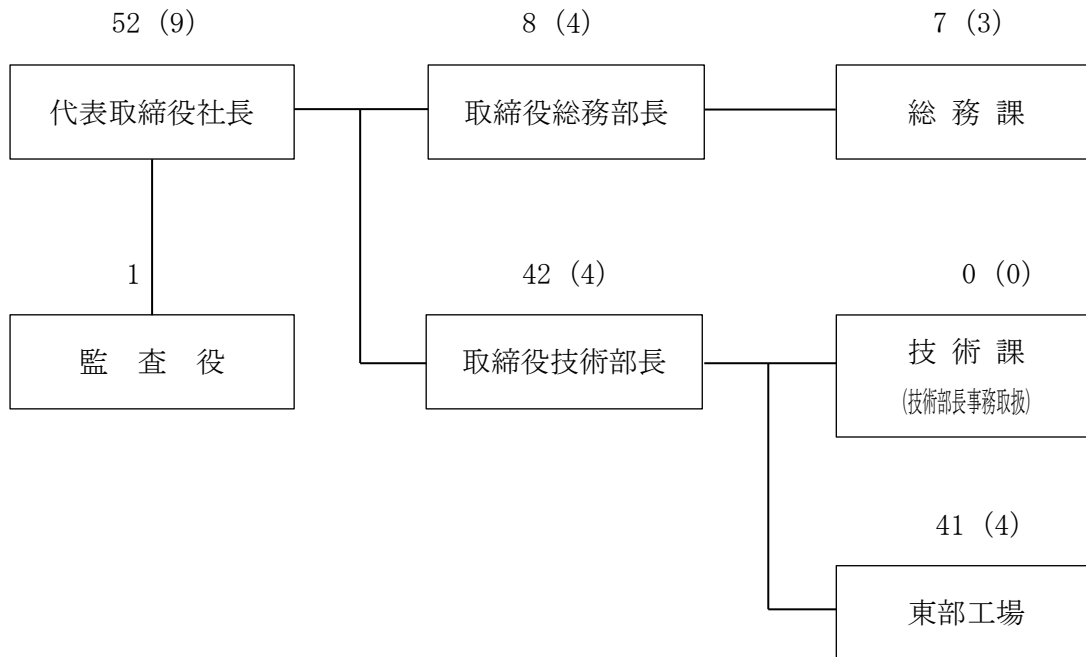 52 (9)
8 (4)
7 (3)
代表取締役社長
取締役総務部長
総 務 課
1
42 (4)
0 (0)
監 査 役
取締役技術部長
技 術 課
(技術部長事務取扱)
41 (4)
東部工場